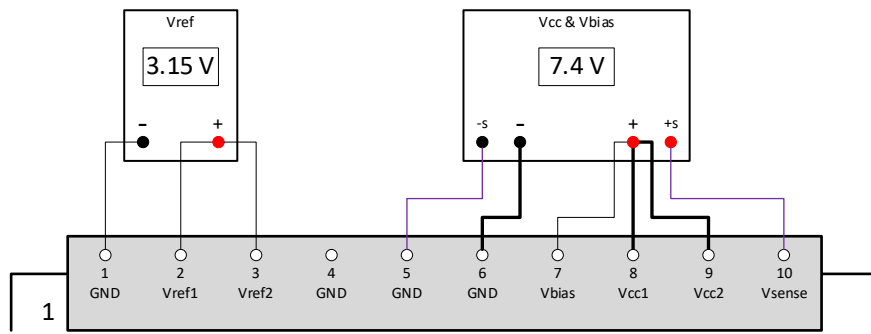 Vref
3.15 V
- +
Vcc & Vbias
7.4 V
-s - + +s
1 2 3 4 5 6 7 8 9 10
GND Vref1 Vref2 GND GND GND Vbias Vcc1 Vcc2 Vsense
1